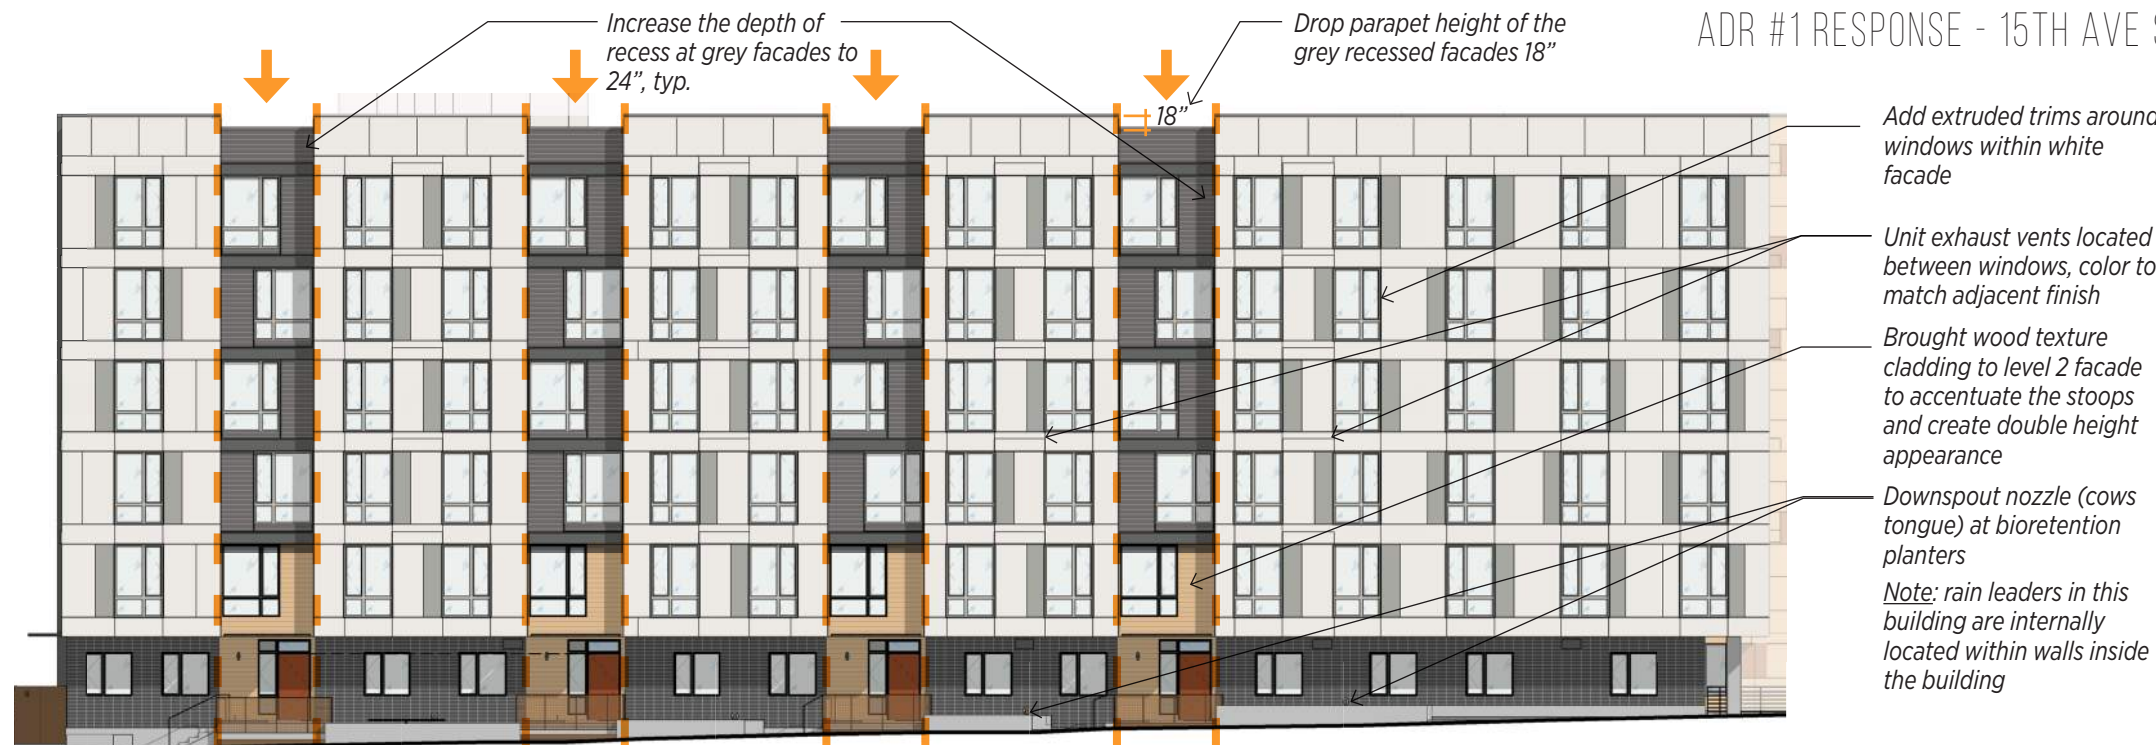 Increase the depth of
recess at grey facades to
24”, typ.
Drop parapet height of the
grey recessed facades 18”
ADR #1 RESPONSE - 15TH AVE S
18”
Add extruded trims around
windows within white
facade
Unit exhaust vents located
between windows, color to
match adjacent finish
Brought wood texture
cladding to level 2 facade
to accentuate the stoops
and create double height
appearance
Downspout nozzle (cows
tongue) at bioretention
planters
Note: rain leaders in this
building are internally
located within walls inside
the building